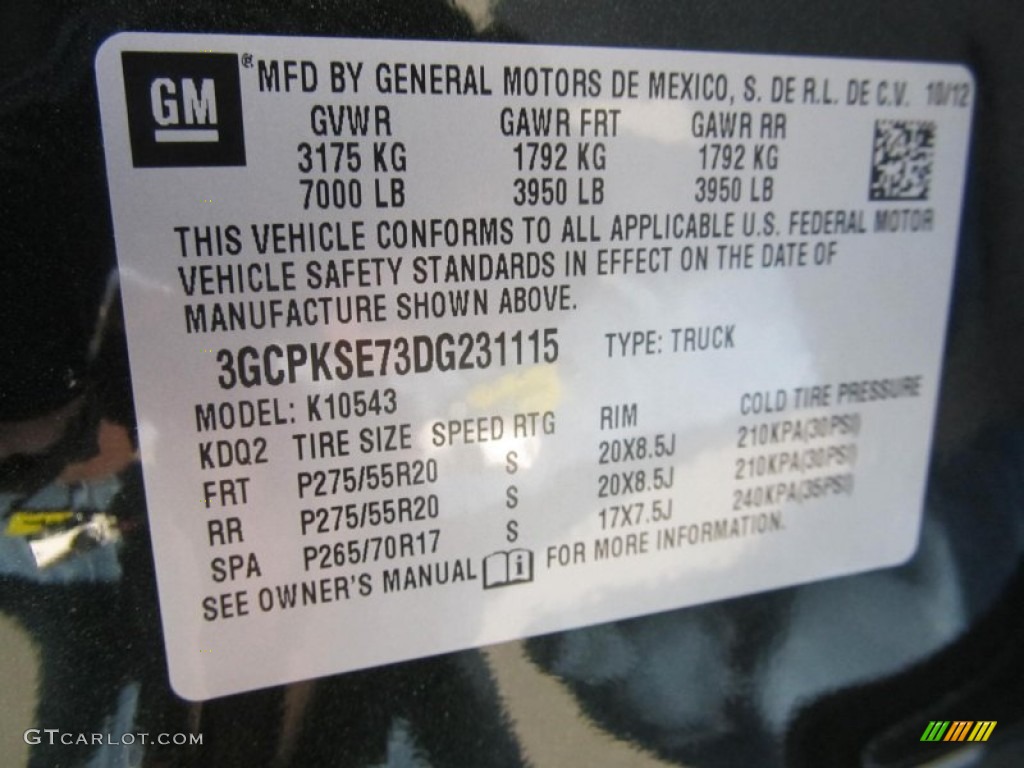 GM ® MFD BY GENERAL MOTORS DE MEXICO, S. DE R.L. DE C.V. 10/12
GVWR GAWR FRT GAWR RR
3175 KG 1792 KG 1792 KG
7000 LB 3950 LB 3950 LB
THIS VEHICLE CONFORMS TO ALL APPLICABLE U.S. FEDERAL MOTOR
VEHICLE SAFETY STANDARDS IN EFFECT ON THE DATE OF
MANUFACTURE SHOWN ABOVE.
3GCPKSE73DG231115 TYPE: TRUCK
MODEL: K10543
KDQ2 TIRE SIZE SPEED RTG RIM COLD TIRE PRESSURE
FRT P275/55R20 S 20X8.5J 210KPA(30PSI)
RR P275/55R20 S 20X8.5J 210KPA(30PSI)
SPA P265/70R17 S 17X7.5J 240KPA(35PSI)
SEE OWNER'S MANUAL i FOR MORE INFORMATION.
GTCARLOT.COM